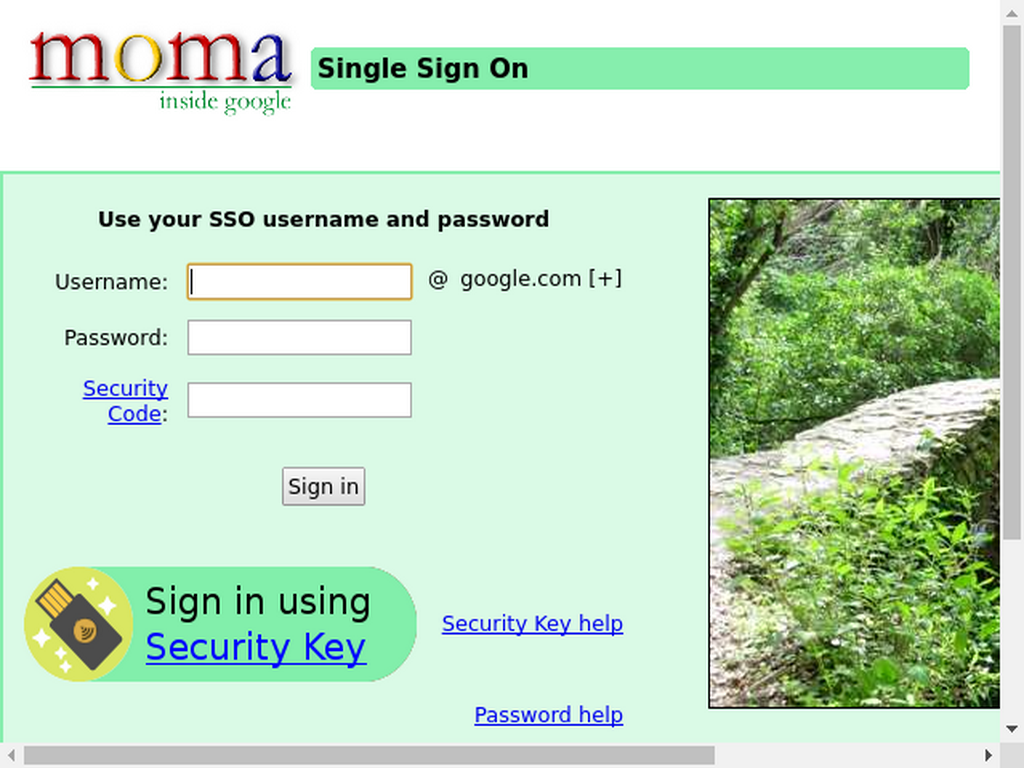 moma
inside google
Single Sign On
Use your SSO username and password
Username:
@ google.com [+]
Password:
Security
Code:
Sign in
Sign in using
Security Key
Security Key help
Password help